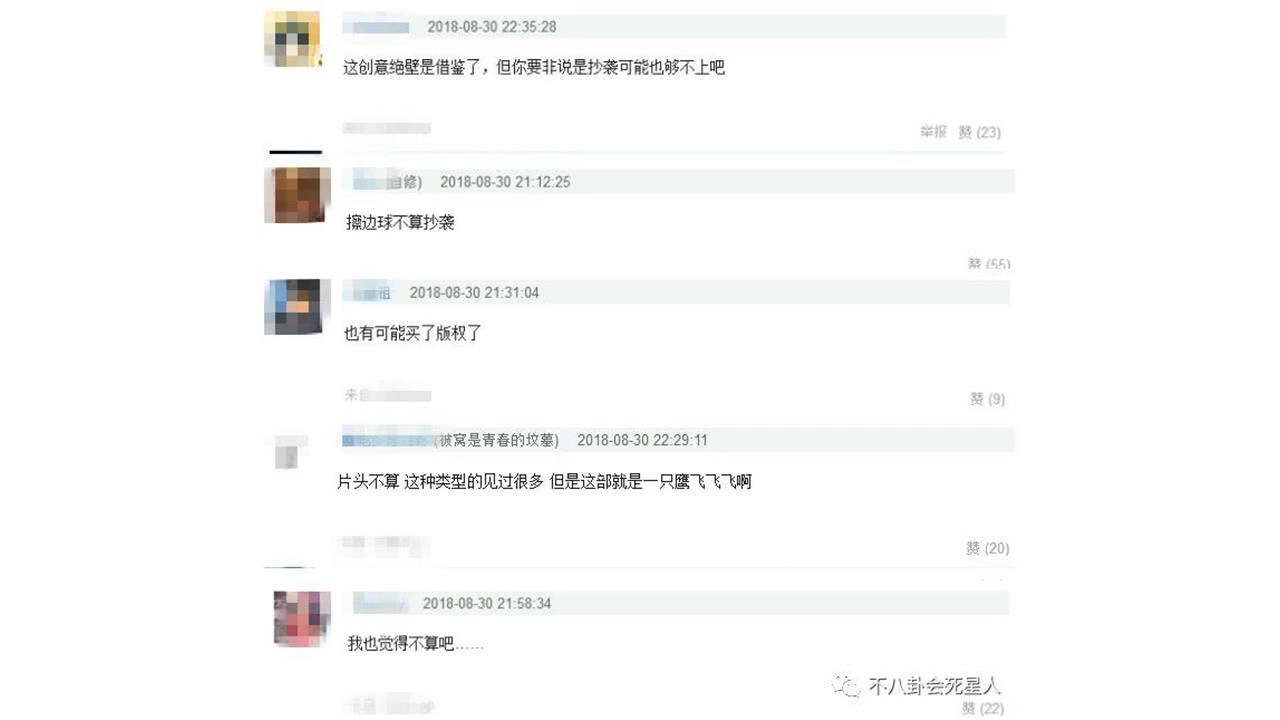 2018-08-30 22:35:28
这创意绝壁是借鉴了，但你要非说是抄袭可能也够不上吧
举报 赞 (23)
自修) 2018-08-30 21:12:25
擦边球不算抄袭
赞 (55)
祖 2018-08-30 21:31:04
也有可能买了版权了
来自
赞 (9)
(被窝是青春的坟墓) 2018-08-30 22:29:11
片头不算 这种类型的见过很多 但是这部就是一只鹰飞飞飞啊
赞 (20)
2018-08-30 21:58:34
我也觉得不算吧……
不八卦会死星人
赞 (22)